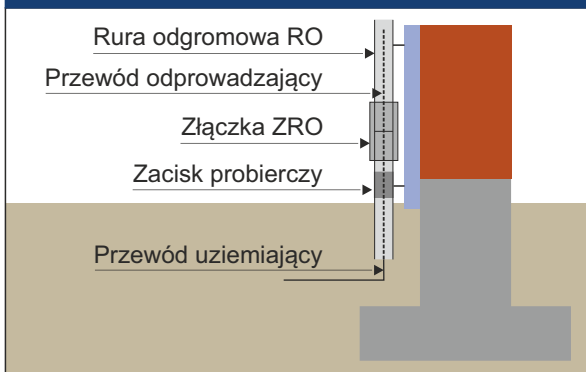 Rura odgromowa RO
Przewód odprowadzający
Złączka ZRO
Zacisk probierczy
Przewód uziemiający